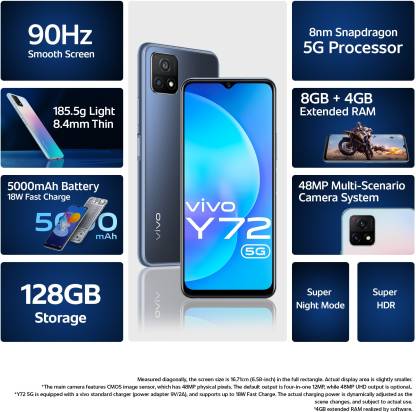 90Hz
Smooth Screen
8nm Snapdragon
5G Processor
185.5g Light
8.4mm Thin
8GB + 4GB
Extended RAM
5000mAh Battery
18W Fast Charge
mAh
vivo
vivo
Y72
5G
48MP Multi-Scenario
Camera System
128GB
Storage
Super
Night Mode
Super
HDR
Measured diagonally, the screen size is 16.71cm (6.58-inch) in the full rectangle. Actual display area is slightly smaller.
*The main camera features CMOS image sensor, which has 48MP physical pixels. The default output is four-in-one 12MP, while 48MP UHD output is optional.
*Y72 5G is equipped with a vivo standard charger (power adapter 9V/2A), and supports up to 18W Fast Charge. The actual charging power is dynamically adjusted as the
scene changes, and subject to actual use.
*4GB extended RAM realized by software.